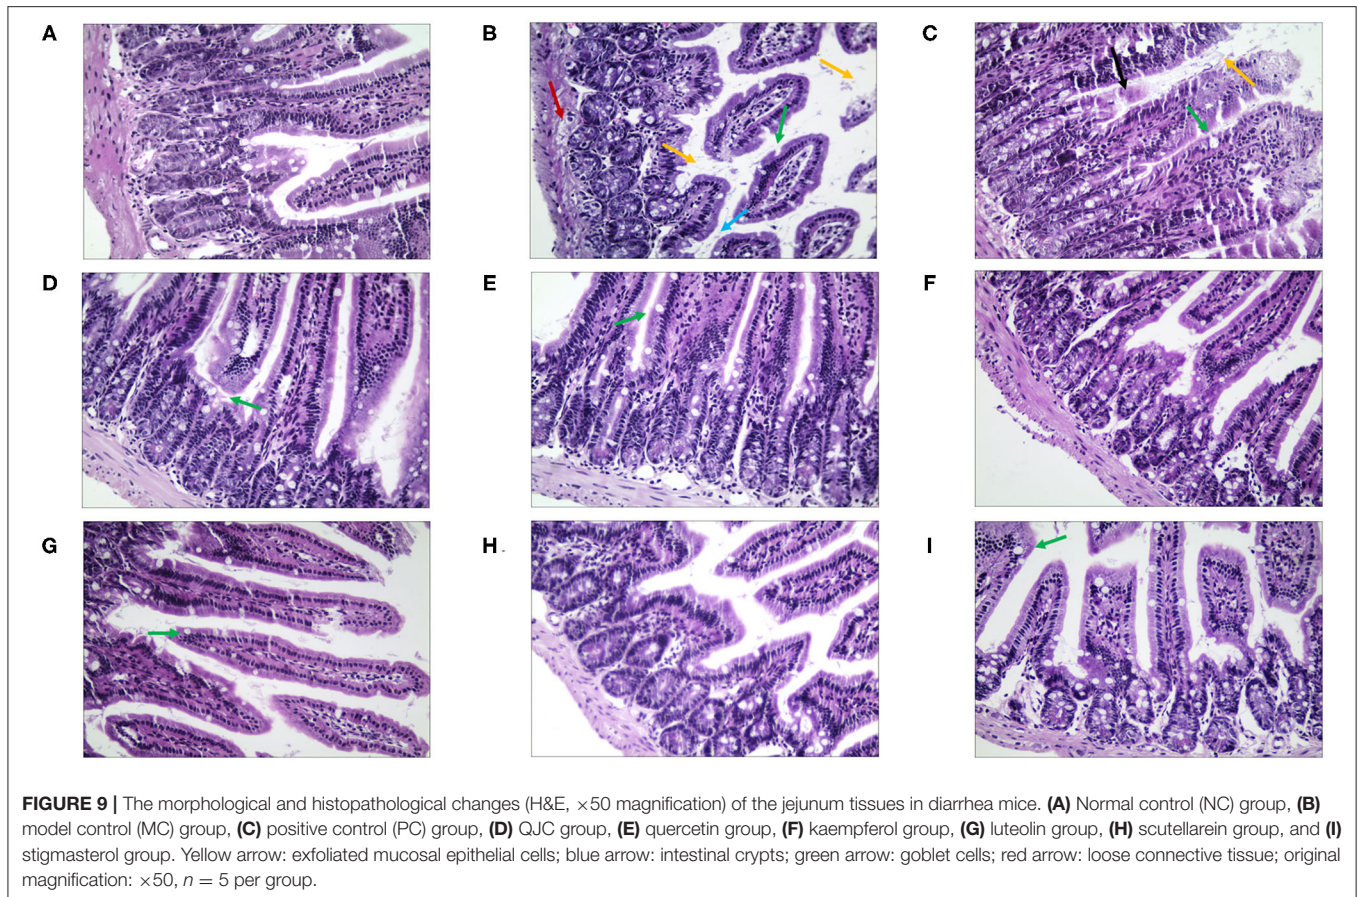 A
B
C
D
E
F
G
H
I
FIGURE 9 | The morphological and histopathological changes (H&E, ×50 magnification) of the jejunum tissues in diarrhea mice. (A) Normal control (NC) group, (B)
model control (MC) group, (C) positive control (PC) group, (D) QJC group, (E) quercetin group, (F) kaempferol group, (G) luteolin group, (H) scutellarein group, and (I)
stigmasterol group. Yellow arrow: exfoliated mucosal epithelial cells; blue arrow: intestinal crypts; green arrow: goblet cells; red arrow: loose connective tissue; original
magnification: ×50, n = 5 per group.